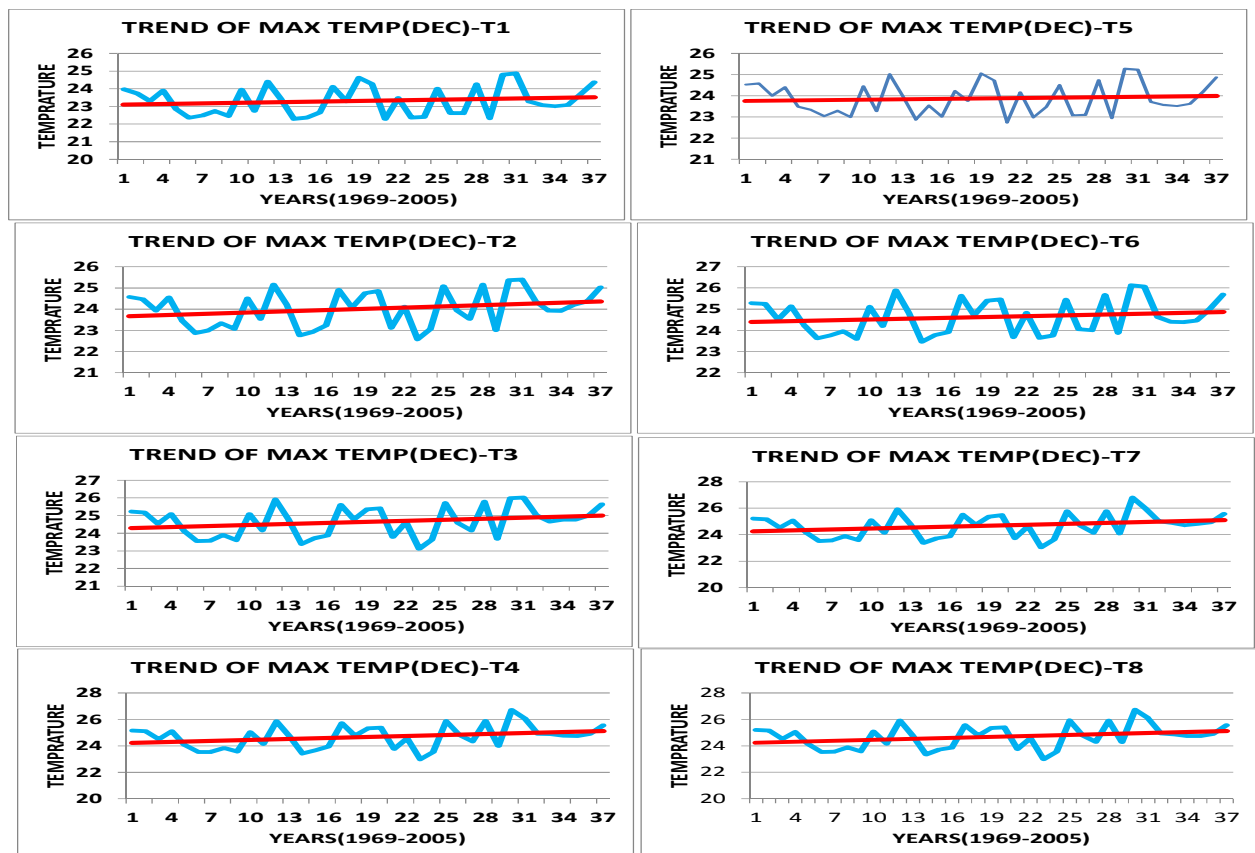 TREND OF MAX TEMP(DEC)-T1
TEMPRATURE
26
25
24
23
22
21
20
1 4 7 10 13 16 19 22 25 28 31 34 37
YEARS(1969-2005)
TREND OF MAX TEMP(DEC)-T5
TEMPRATURE
26
25
24
23
22
21
1 4 7 10 13 16 19 22 25 28 31 34 37
YEARS(1969-2005)
TREND OF MAX TEMP(DEC)-T2
TEMPRATURE
26
25
24
23
22
21
1 4 7 10 13 16 19 22 25 28 31 34 37
YEARS(1969-2005)
TREND OF MAX TEMP(DEC)-T6
TEMPRATURE
27
26
25
24
23
22
1 4 7 10 13 16 19 22 25 28 31 34 37
YEARS(1969-2005)
TREND OF MAX TEMP(DEC)-T3
TEMPRATURE
27
26
25
24
23
22
21
1 4 7 10 13 16 19 22 25 28 31 34 37
YEARS(1969-2005)
TREND OF MAX TEMP(DEC)-T7
TEMPRATURE
28
26
24
22
20
1 4 7 10 13 16 19 22 25 28 31 34 37
YEARS(1969-2005)
TREND OF MAX TEMP(DEC)-T4
TEMPRATURE
28
26
24
22
20
1 4 7 10 13 16 19 22 25 28 31 34 37
YEARS(1969-2005)
TREND OF MAX TEMP(DEC)-T8
TEMPRATURE
28
26
24
22
20
1 4 7 10 13 16 19 22 25 28 31 34 37
YEARS(1969-2005)